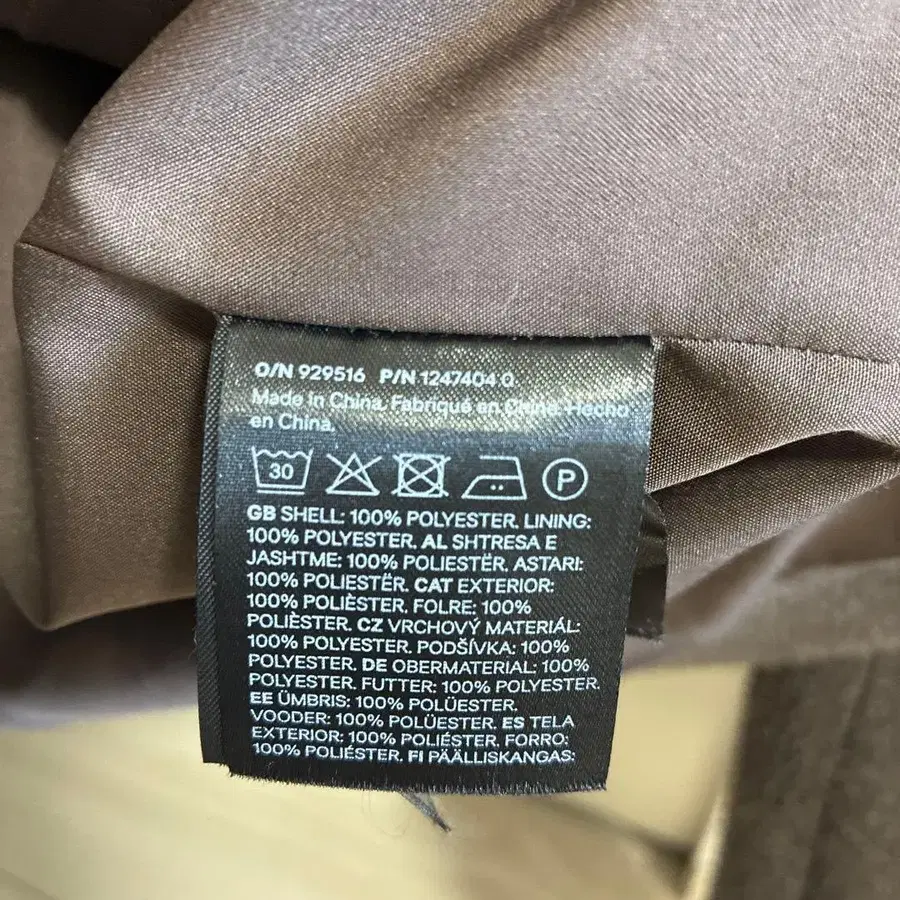 O/N 929516 P/N 1247404 0
Made in China. Fabriqué en Chine. Hecho
en China.
30 P
GB SHELL: 100% POLYESTER. LINING:
100% POLYESTER. AL SHTRESA E
JASHTME: 100% POLIESTËR. ASTARI:
100% POLIESTËR. CAT EXTERIOR:
100% POLIÈSTER. FOLRE: 100%
POLIÈSTER. CZ VRCHOVÝ MATERIÁL:
100% POLYESTER. PODŠÍVKA: 100%
POLYESTER. DE OBERMATERIAL: 100%
POLYESTER. FUTTER: 100% POLYESTER.
EE ÜMBRIS: 100% POLÜESTER.
VOODER: 100% POLÜESTER. ES TELA
EXTERIOR: 100% POLIÉSTER. FORRO:
100% POLIÉSTER. FI PÄÄLLISKANGAS: